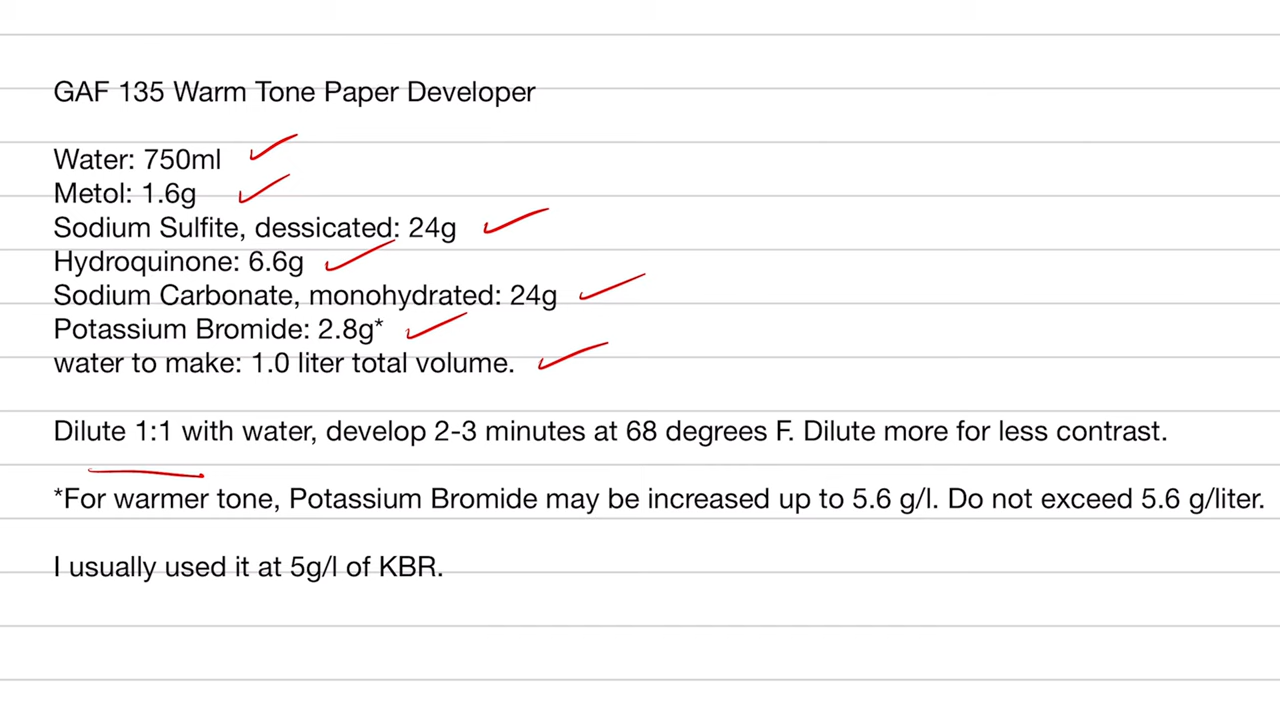 GAF 135 Warm Tone Paper Developer
Water: 750ml
Metol: 1.6g
Sodium Sulfite, dessicated: 24g
Hydroquinone: 6.6g
Sodium Carbonate, monohydrated: 24g
Potassium Bromide: 2.8g*
water to make: 1.0 liter total volume.
Dilute 1:1 with water, develop 2-3 minutes at 68 degrees F. Dilute more for less contrast.
*For warmer tone, Potassium Bromide may be increased up to 5.6 g/l. Do not exceed 5.6 g/liter.
I usually used it at 5g/l of KBR.